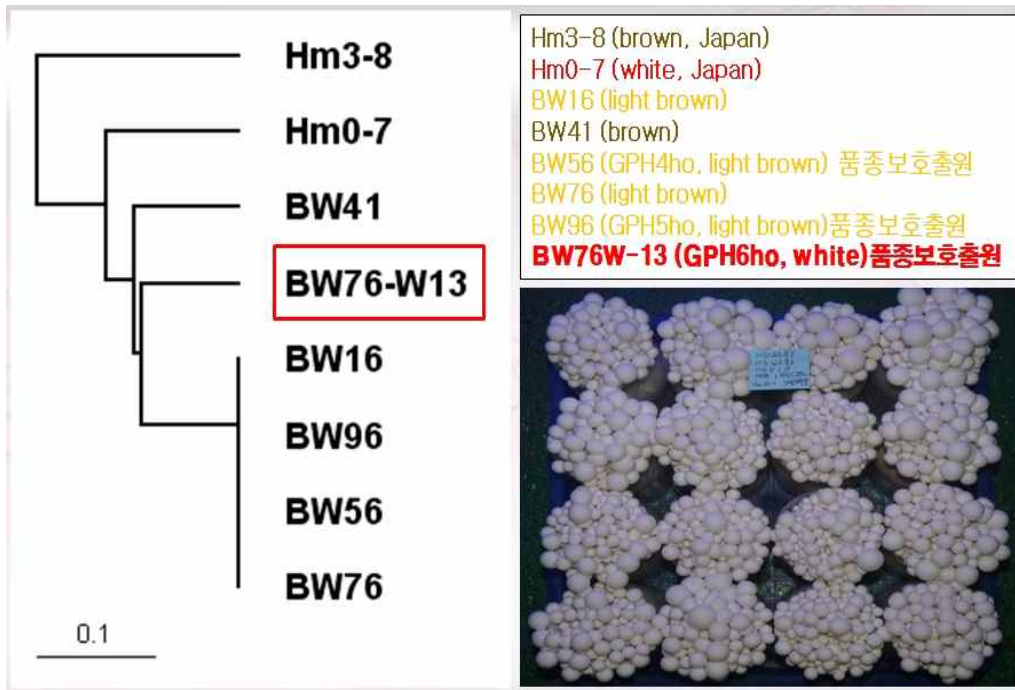 Hm3-8
Hm0-7
BW41
BW76-W13
BW16
BW96
BW56
BW76
0.1
Hm3-8 (brown, Japan)
Hm0-7 (white, Japan)
BW16 (light brown)
BW41 (brown)
BW56 (GPH4ho, light brown) 품종보호출원
BW76 (light brown)
BW96 (GPH5ho, light brown)품종보호출원
BW76W-13 (GPH6ho, white)품종보호출원